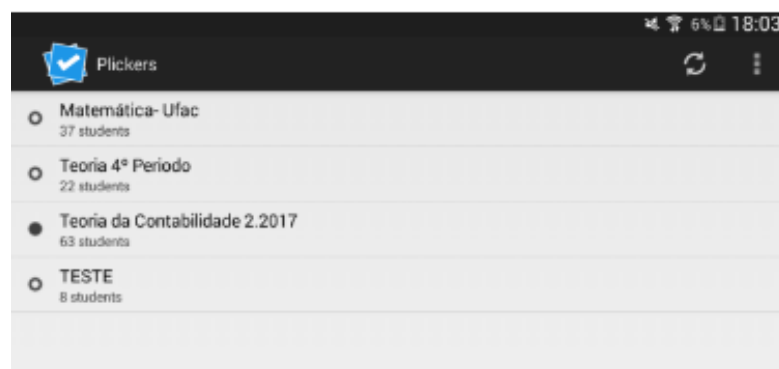 6% 18:03
Plickers
Matemática- Ufac
37 students
Teoria 4º Periodo
22 students
Teoria da Contabilidade 2.2017
63 students
TESTE
8 students